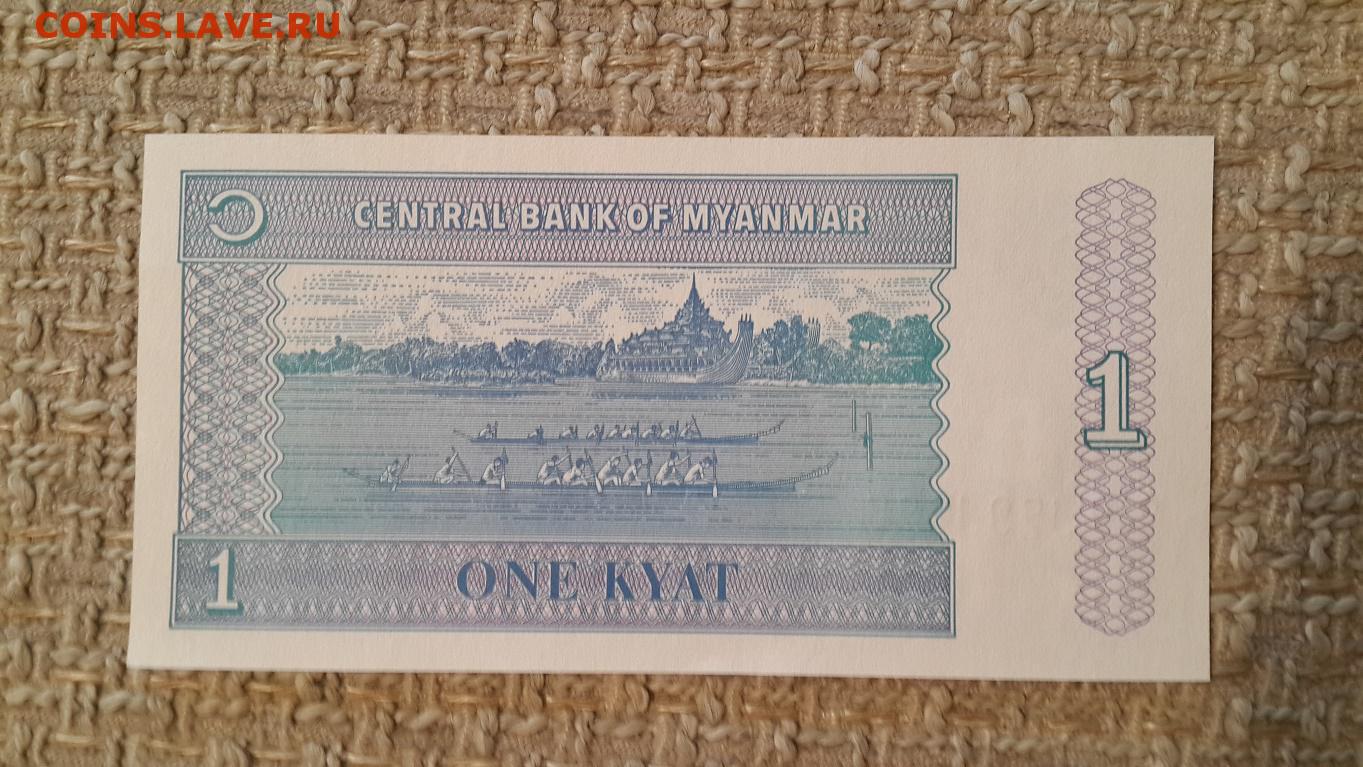 COINS.LAVE.RU
၁
CENTRAL BANK OF MYANMAR
1
1
ONE KYAT